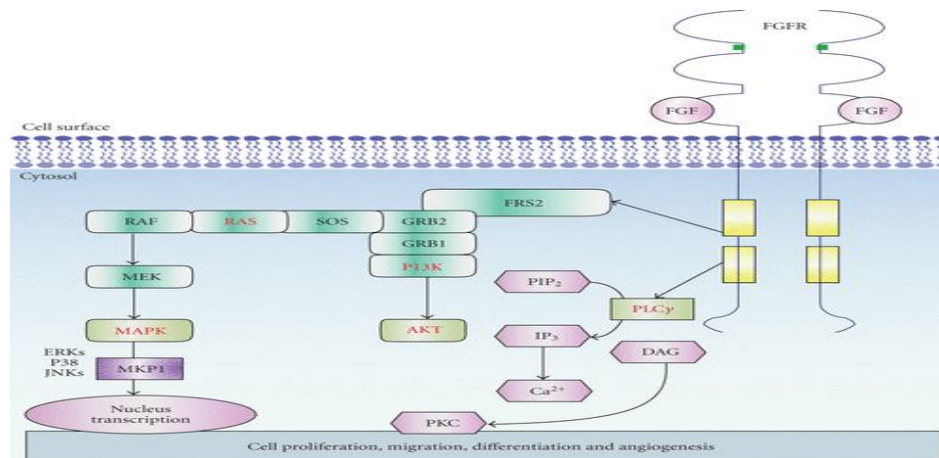 FGFR
FGF
FGF
Cell surface
Cytosol
FRS2
RAF
RAS
SOS
GRB2
GRB1
P13K
MEK
PIP₂
PLCγ
MAPK
AKT
IP₃
DAG
ERKs
P38
JNKs
MKP1
Ca²⁺
Nucleus
transcription
PKC
Cell proliferation, migration, differentiation and angiogenesis